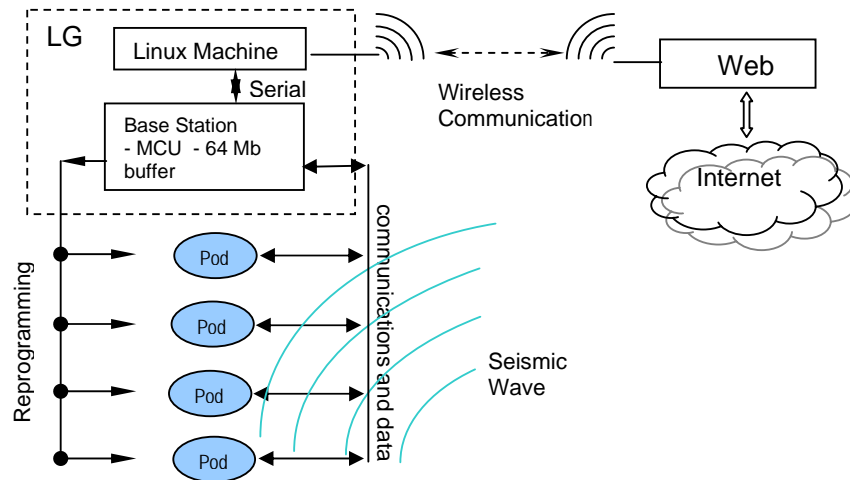 LG
Linux Machine
Serial
Base Station
- MCU - 64 Mb
buffer
Wireless
Communication
Web
Internet
Reprogramming
Pod
Pod
Pod
Pod
communications and data
Seismic
Wave